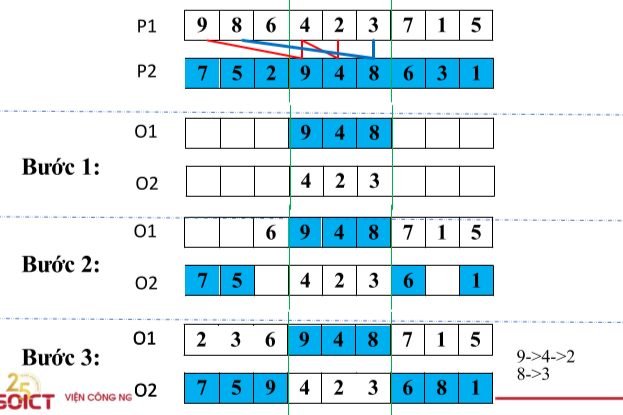 P1 9 8 6 4 2 3 7 1 5
P2 7 5 2 9 4 8 6 3 1
O1 9 4 8
Bước 1:
O2 4 2 3
O1 6 9 4 8 7 1 5
Bước 2:
O2 7 5 4 2 3 6 1
O1 2 3 6 9 4 8 7 1 5
Bước 3:
9->4->2
8->3
O2 7 5 9 4 2 3 6 8 1
25
SOICT VIỆN CÔNG NG